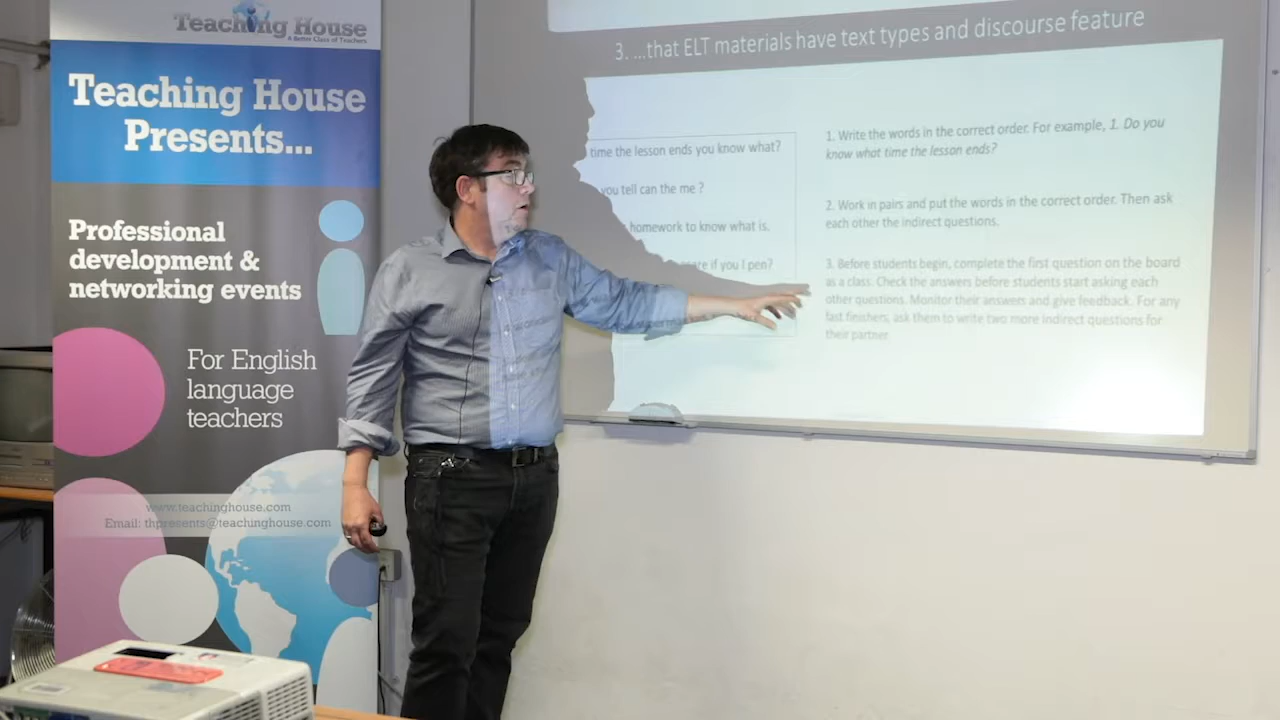 Teaching House
A Better Class of Teachers
Teaching House
Presents...
Professional
development &
networking events
For English
language
teachers
www.teachinghouse.com
Email: thpresents@teachinghouse.com
3. ...that ELT materials have text types and discourse feature
time the lesson ends you know what?
you tell can the me ?
homework to know what is.
if you I pen?
1. Write the words in the correct order. For example, 1. Do you
know what time the lesson ends?
2. Work in pairs and put the words in the correct order. Then ask
each other the indirect questions.
3. Before students begin, complete the first question on the board
as a class. Check the answers before students start asking each
other questions. Monitor their answers and give feedback. For any
fast finishers, ask them to write two more indirect questions for
their partner